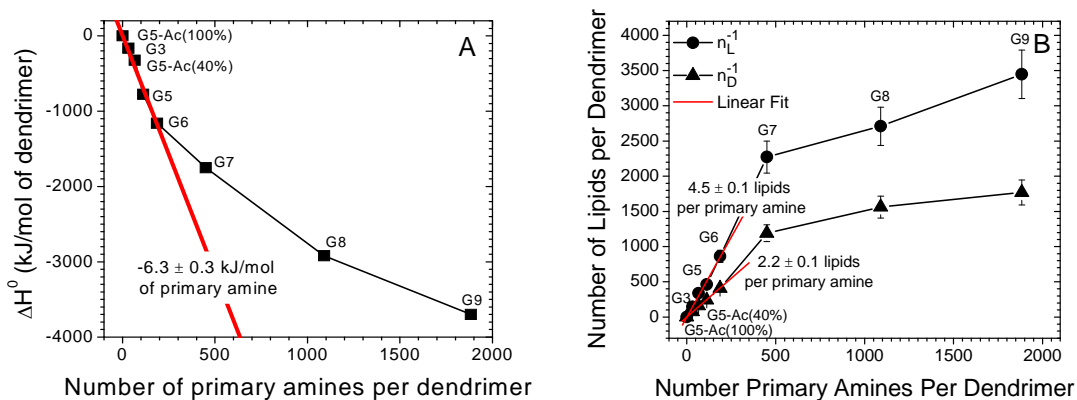 A
0
-1000
-2000
-3000
-4000
ΔH⁰ (kJ/mol of dendrimer)
G5-Ac(100%)
G3
G5-Ac(40%)
G5
G6
G7
G8
G9
-6.3 ± 0.3 kJ/mol
of primary amine
0 500 1000 1500 2000
Number of primary amines per dendrimer
B
n_L^-1
n_D^-1
Linear Fit
4000
3500
3000
2500
2000
1500
1000
500
0
Number of Lipids per Dendrimer
G9
G8
G7
4.5 ± 0.1 lipids
per primary amine
G6
2.2 ± 0.1 lipids
per primary amine
G5
G3
G5-Ac(40%)
G5-Ac(100%)
0 500 1000 1500 2000
Number Primary Amines Per Dendrimer